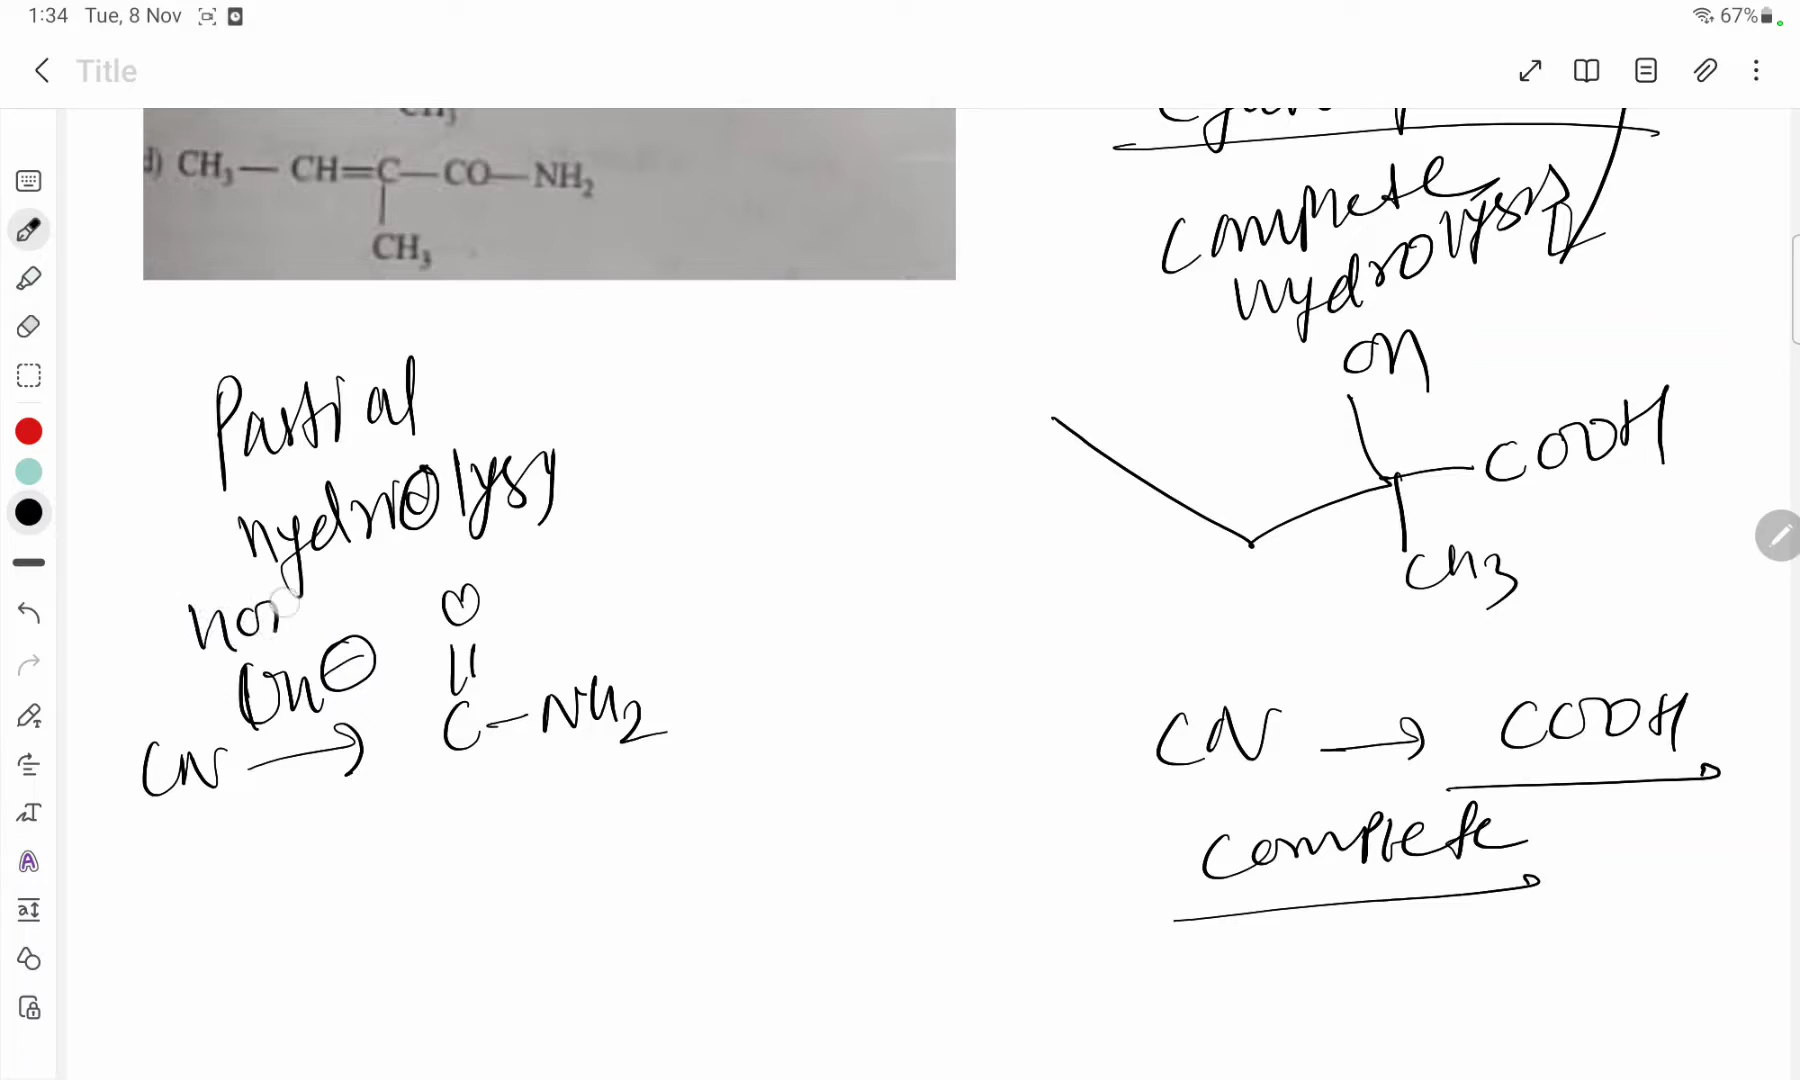 1:34 Tue, 8 Nov
67%
Title
d) CH₃— CH=C—CO—NH₂
CH₃
Complete
Hydrolysis
OH
COOH
CH3
Partial
hydrolysis
OH⊖
O
CN → C-NH2
CN → COOH
Complete